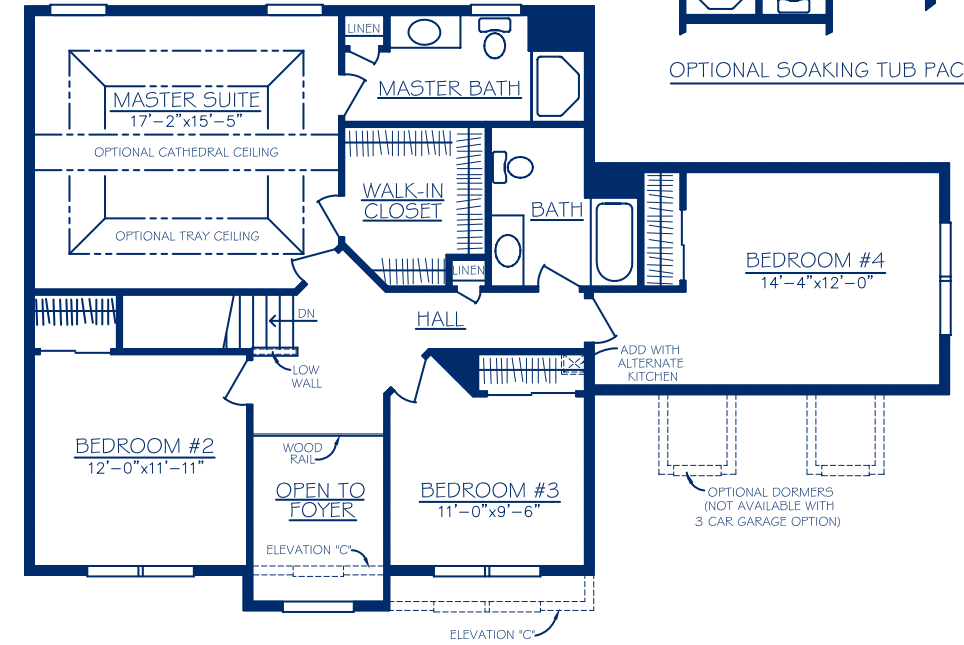 OPTIONAL SOAKING TUB PAC
LINEN
MASTER BATH
MASTER SUITE
17'-2"x15'-5"
OPTIONAL CATHEDRAL CEILING
OPTIONAL TRAY CEILING
WALK-IN
CLOSET
BATH
LINEN
BEDROOM #4
14'-4"x12'-0"
DN
HALL
LOW
WALL
ADD WITH
ALTERNATE
KITCHEN
BEDROOM #2
12'-0"x11'-11"
WOOD
RAIL
OPEN TO
FOYER
BEDROOM #3
11'-0"x9'-6"
OPTIONAL DORMERS
(NOT AVAILABLE WITH
3 CAR GARAGE OPTION)
ELEVATION "C"
ELEVATION "C"